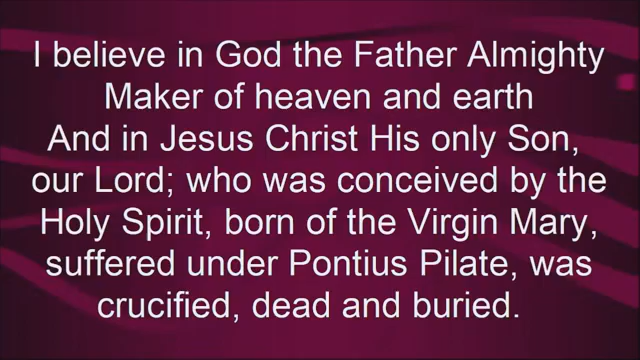 I believe in God the Father Almighty
Maker of heaven and earth
And in Jesus Christ His only Son,
our Lord; who was conceived by the
Holy Spirit, born of the Virgin Mary,
suffered under Pontius Pilate, was
crucified, dead and buried.